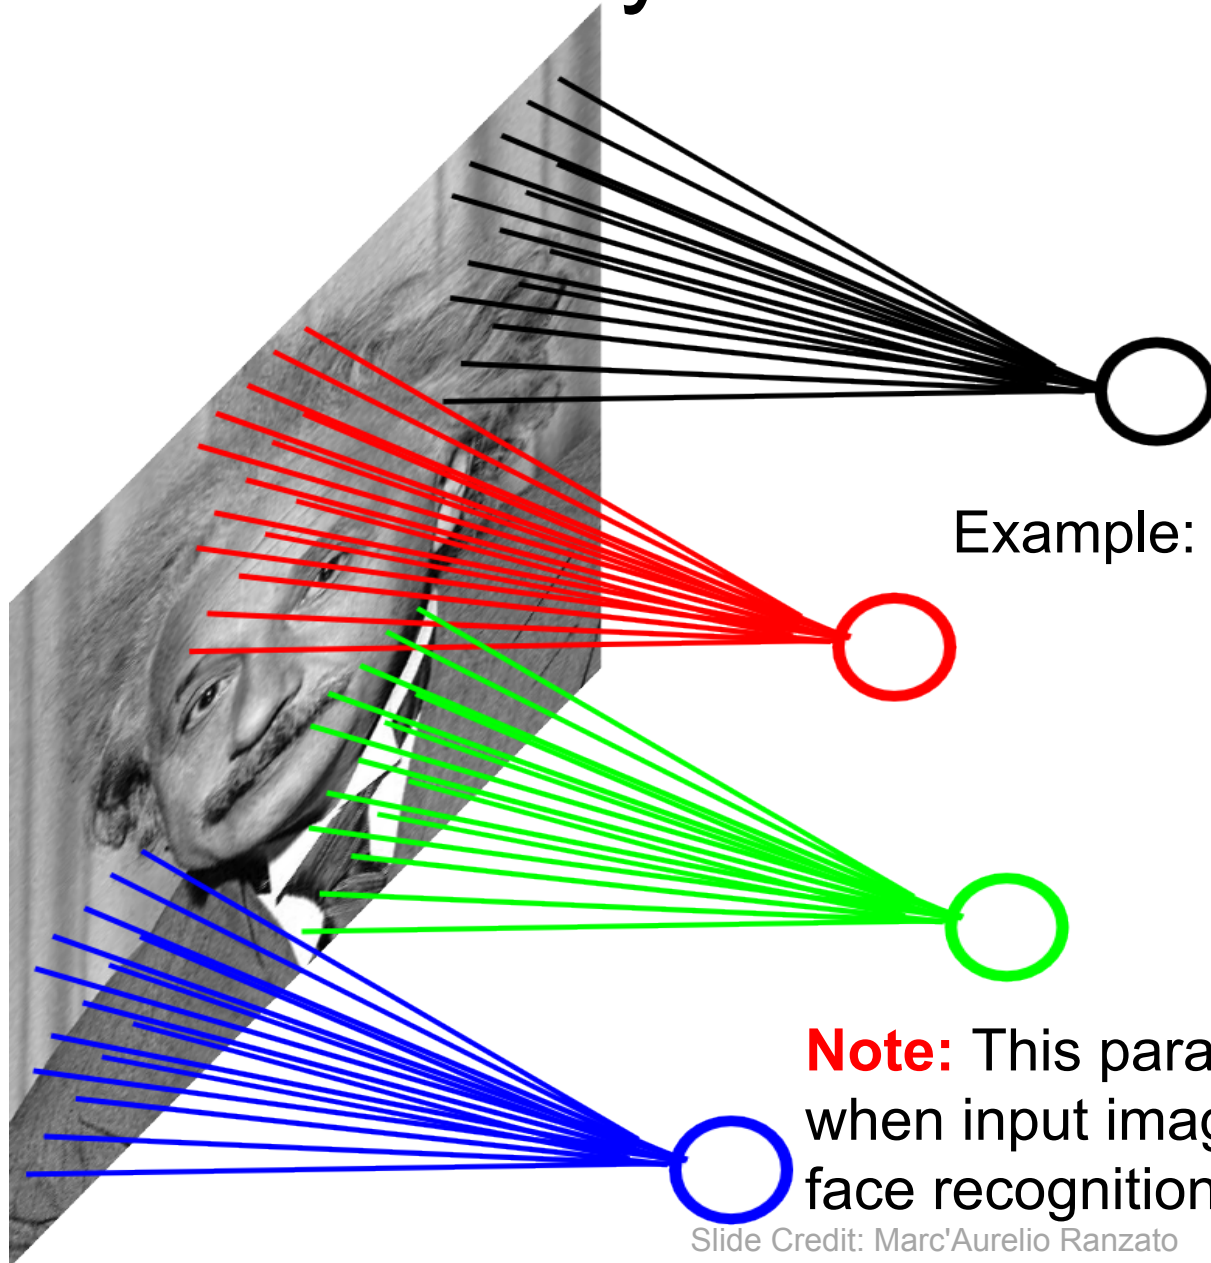 Example:
Note: This para
when input imag
face recognition
Slide Credit: Marc'Aurelio Ranzato